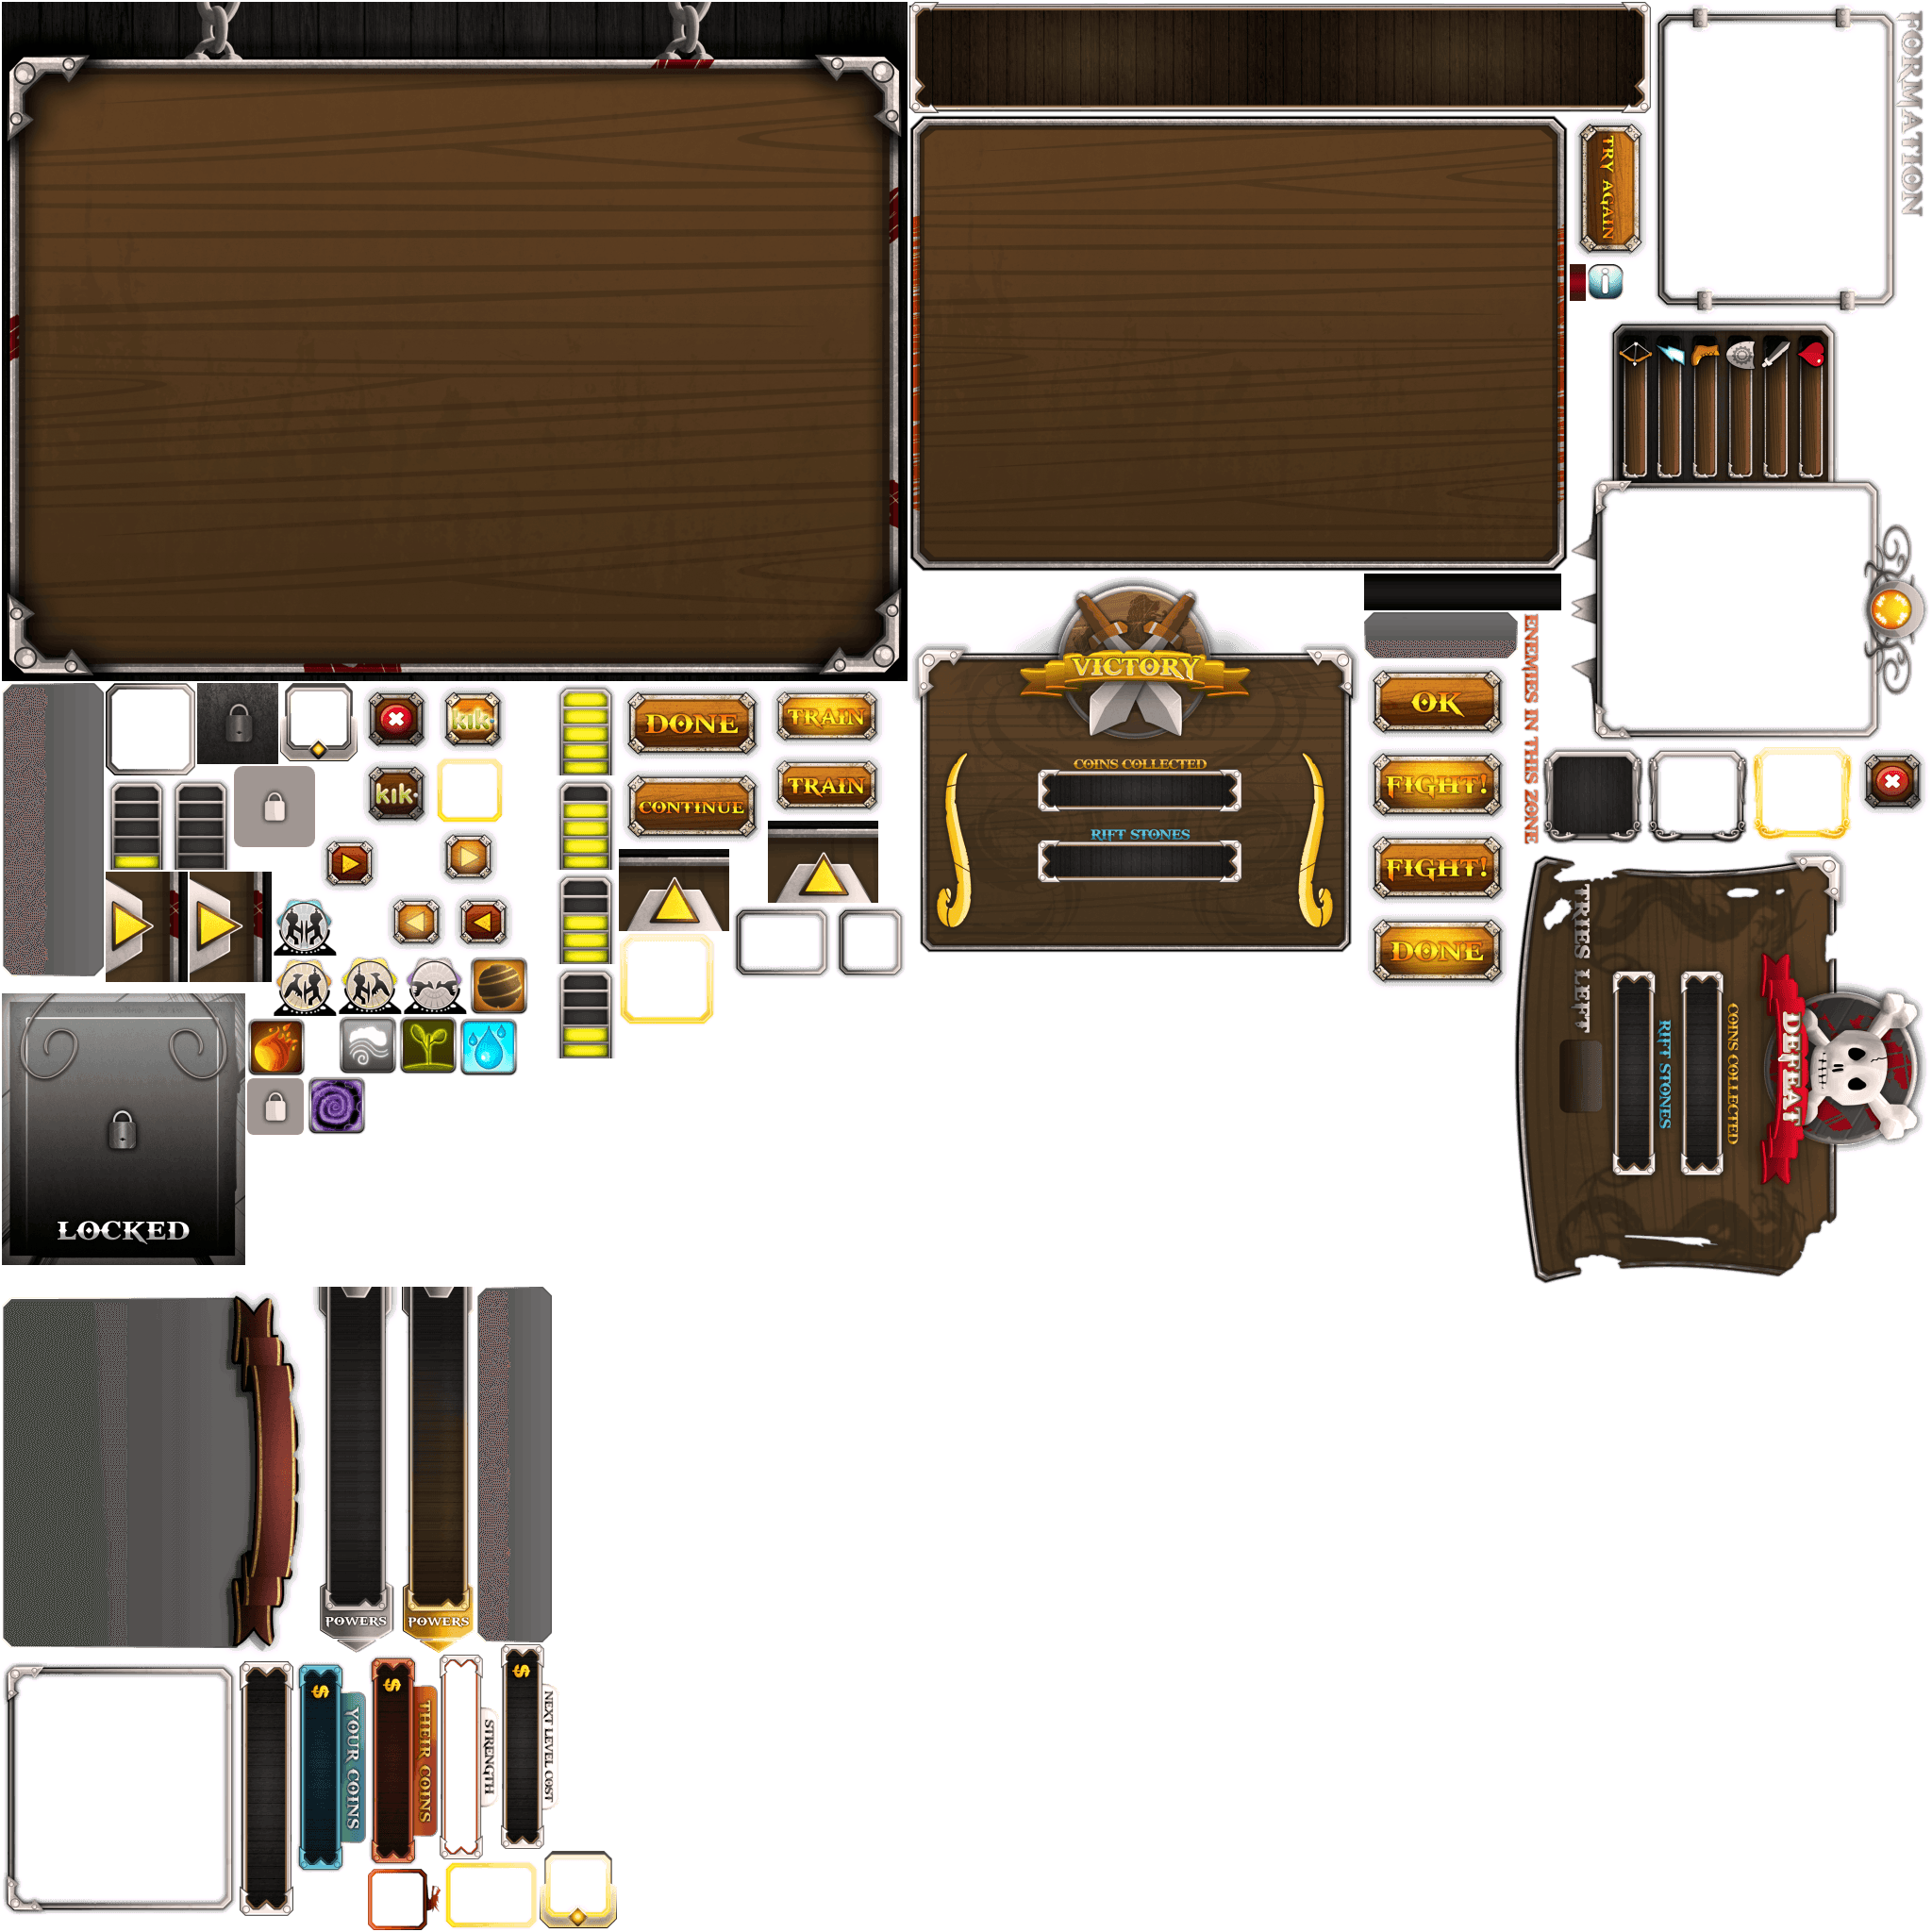 FORMATION
TRY AGAIN
VICTORY
COINS COLLECTED
RIFT STONES
ENEMIES IN THIS ZONE
OK
FIGHT!
FIGHT!
DONE
kik
kik
DONE
TRAIN
CONTINUE
TRAIN
TRIES LEFT
RIFT STONES
COINS COLLECTED
DEFEAT
LOCKED
POWERS
POWERS
$
YOUR COINS
$
THEIR COINS
STRENGTH
$
NEXT LEVEL COST